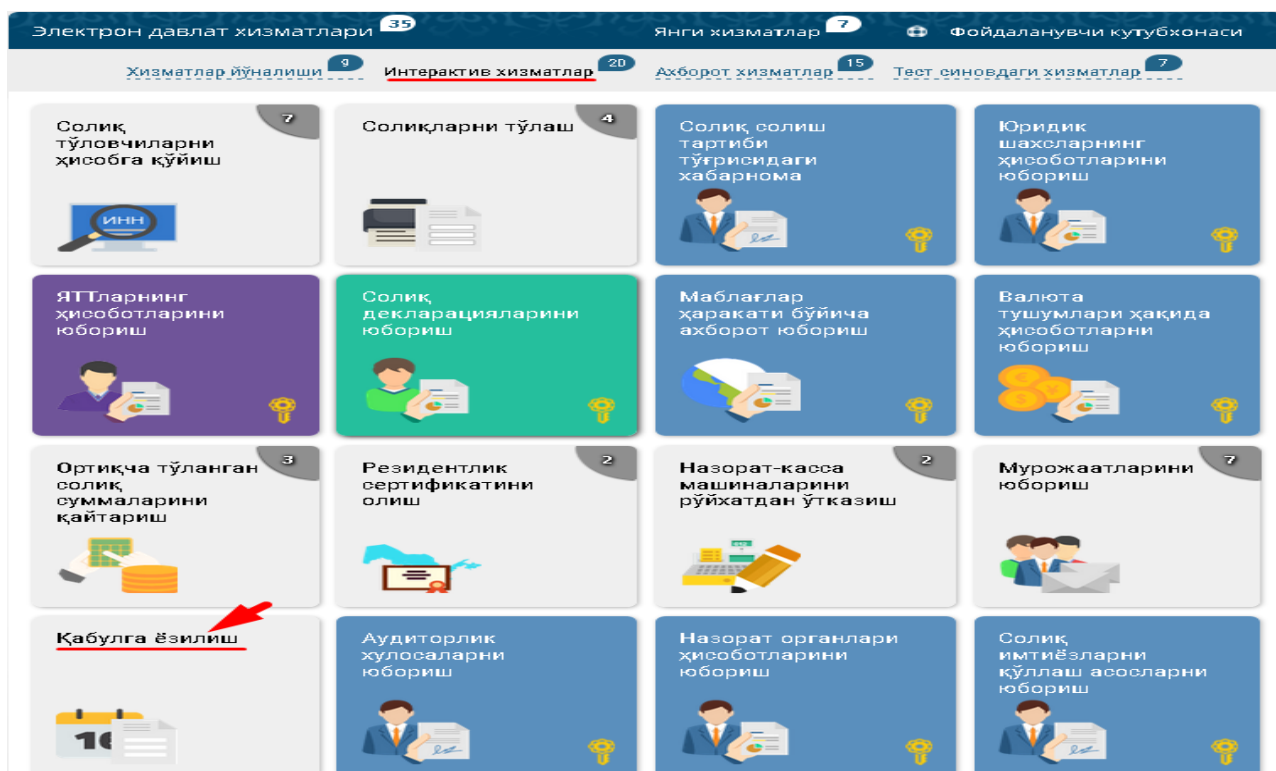 Электрон давлат хизматлари 35
Янги хизматлар 7
Фойдаланувчи кутубхонаси
Хизматлар йўналиши 9
Интерактив хизматлар 20
Ахборот хизматлар 15
Тест синовдаги хизматлар 7
Солиқ
тўловчиларни
ҳисобга қўйиш
7
ИНН
Солиқларни тўлаш
4
Солиқ солиш
тартиби
тўғрисидаги
хабарнома
Юридик
шахсларнинг
ҳисоботларини
юбориш
ЯТТларнинг
ҳисоботларини
юбориш
Солиқ
декларацияларини
юбориш
Маблағлар
ҳаракати бўйича
ахборот юбориш
Валюта
тушумлари ҳақида
ҳисоботларни
юбориш
Ортиқча тўланган
солиқ
суммаларини
қайтариш
3
Резидентлик
сертификатини
олиш
2
Назорат-касса
машиналарини
рўйхатдан ўтказиш
2
Мурожаатларини
юбориш
7
Қабулга ёзилиш
Аудиторлик
хулосаларни
юбориш
Назорат органлари
ҳисоботларини
юбориш
Солиқ
имтиёзларни
қўллаш асосларни
юбориш